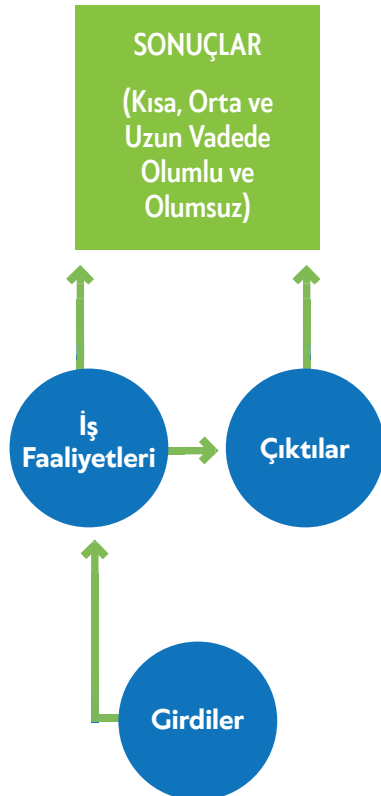 SONUÇLAR
(Kısa, Orta ve
Uzun Vadede
Olumlu ve
Olumsuz)
İş
Faaliyetleri
Çıktılar
Girdiler